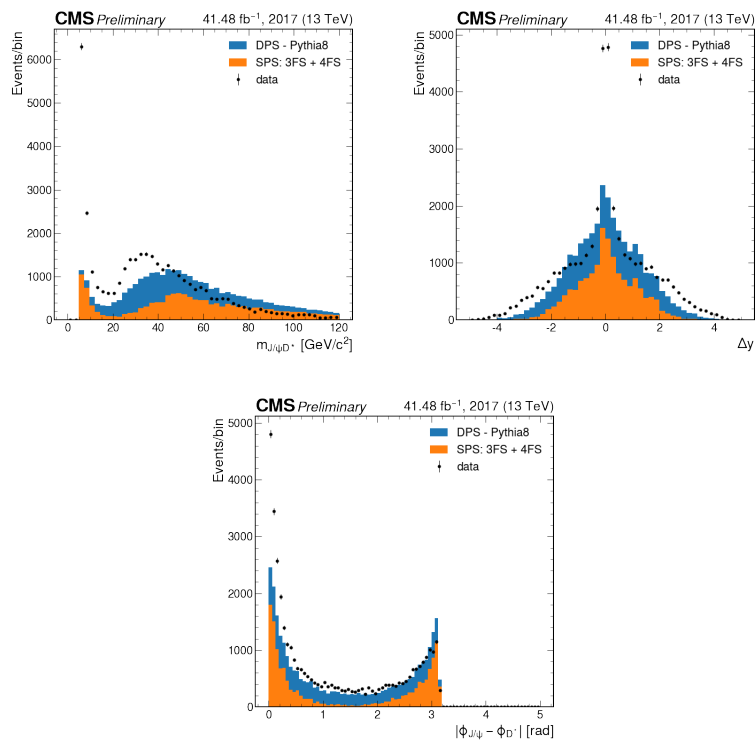 CMS Preliminary 41.48 fb⁻¹, 2017 (13 TeV)
Events/bin
DPS - Pythia8
SPS: 3FS + 4FS
data
6000
5000
4000
3000
2000
1000
0
0 20 40 60 80 100 120
m_J/ψD* [GeV/c²]
CMS Preliminary 41.48 fb⁻¹, 2017 (13 TeV)
Events/bin
DPS - Pythia8
SPS: 3FS + 4FS
data
5000
4000
3000
2000
1000
0
-4 -2 0 2 4
Δy
CMS Preliminary 41.48 fb⁻¹, 2017 (13 TeV)
Events/bin
DPS - Pythia8
SPS: 3FS + 4FS
data
5000
4000
3000
2000
1000
0
0 1 2 3 4 5
|ϕ_J/ψ − ϕ_D*| [rad]